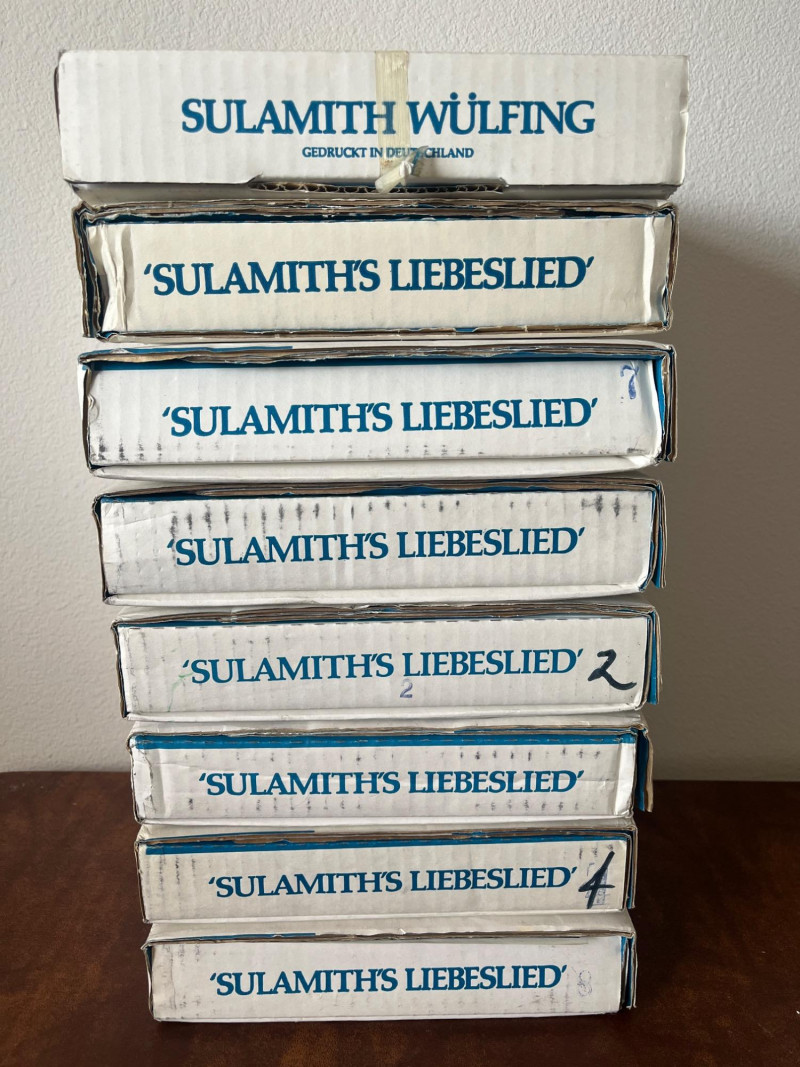 SULAMITH WÜLFING
GEDRUCKT IN DEUTSCHLAND
'SULAMITH'S LIEBESLIED'
7
'SULAMITH'S LIEBESLIED'
'SULAMITH'S LIEBESLIED'
'SULAMITH'S LIEBESLIED' 2
2
'SULAMITH'S LIEBESLIED'
'SULAMITH'S LIEBESLIED' 4
'SULAMITH'S LIEBESLIED'